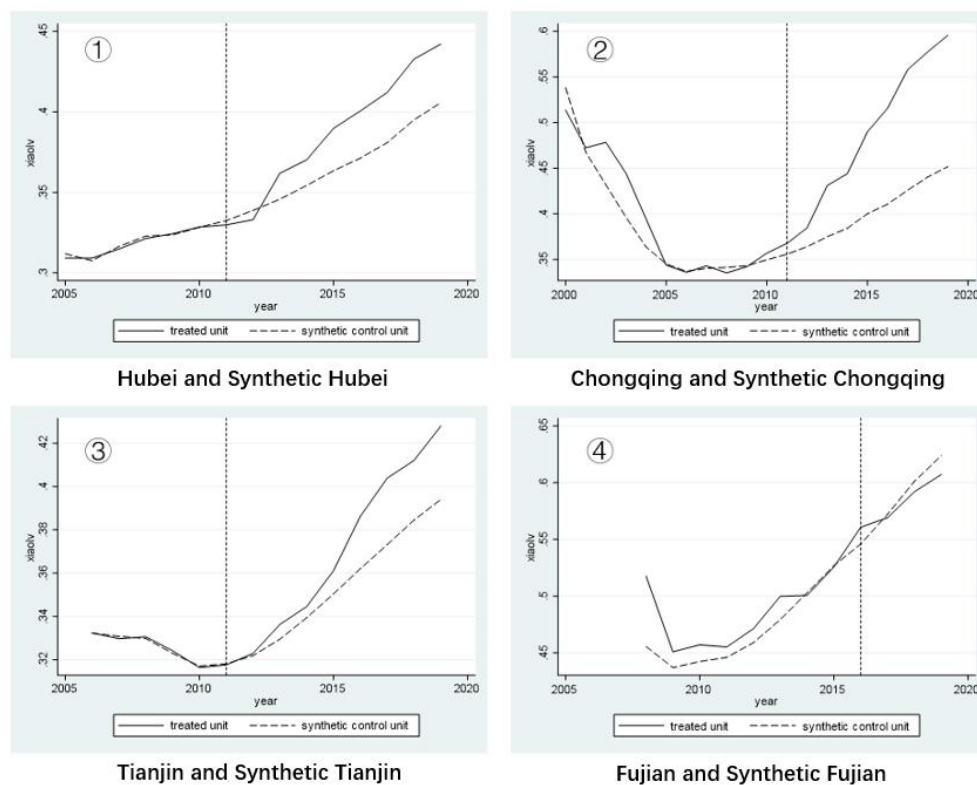 ①
.45
.4
.35
.3
xiaolv
2005 2010 2015 2020
year
treated unit synthetic control unit
Hubei and Synthetic Hubei
②
.6
.55
.5
.45
.4
.35
xiaolv
2000 2005 2010 2015 2020
year
treated unit synthetic control unit
Chongqing and Synthetic Chongqing
③
.42
.4
.38
.36
.34
.32
xiaolv
2005 2010 2015 2020
year
treated unit synthetic control unit
Tianjin and Synthetic Tianjin
④
.65
.6
.55
.5
.45
xiaolv
2005 2010 2015 2020
year
treated unit synthetic control unit
Fujian and Synthetic Fujian